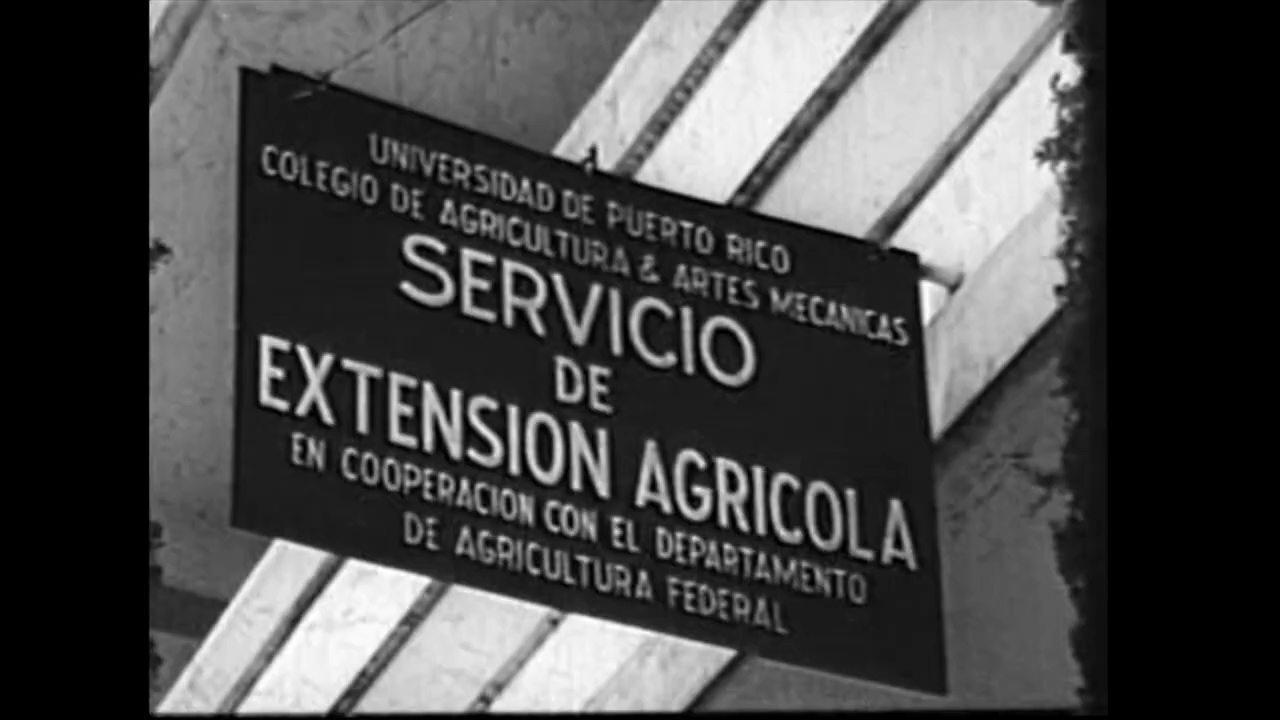 UNIVERSIDAD DE PUERTO RICO
COLEGIO DE AGRICULTURA & ARTES MECANICAS
SERVICIO
DE
EXTENSION AGRICOLA
EN COOPERACION CON EL DEPARTAMENTO
DE AGRICULTURA FEDERAL